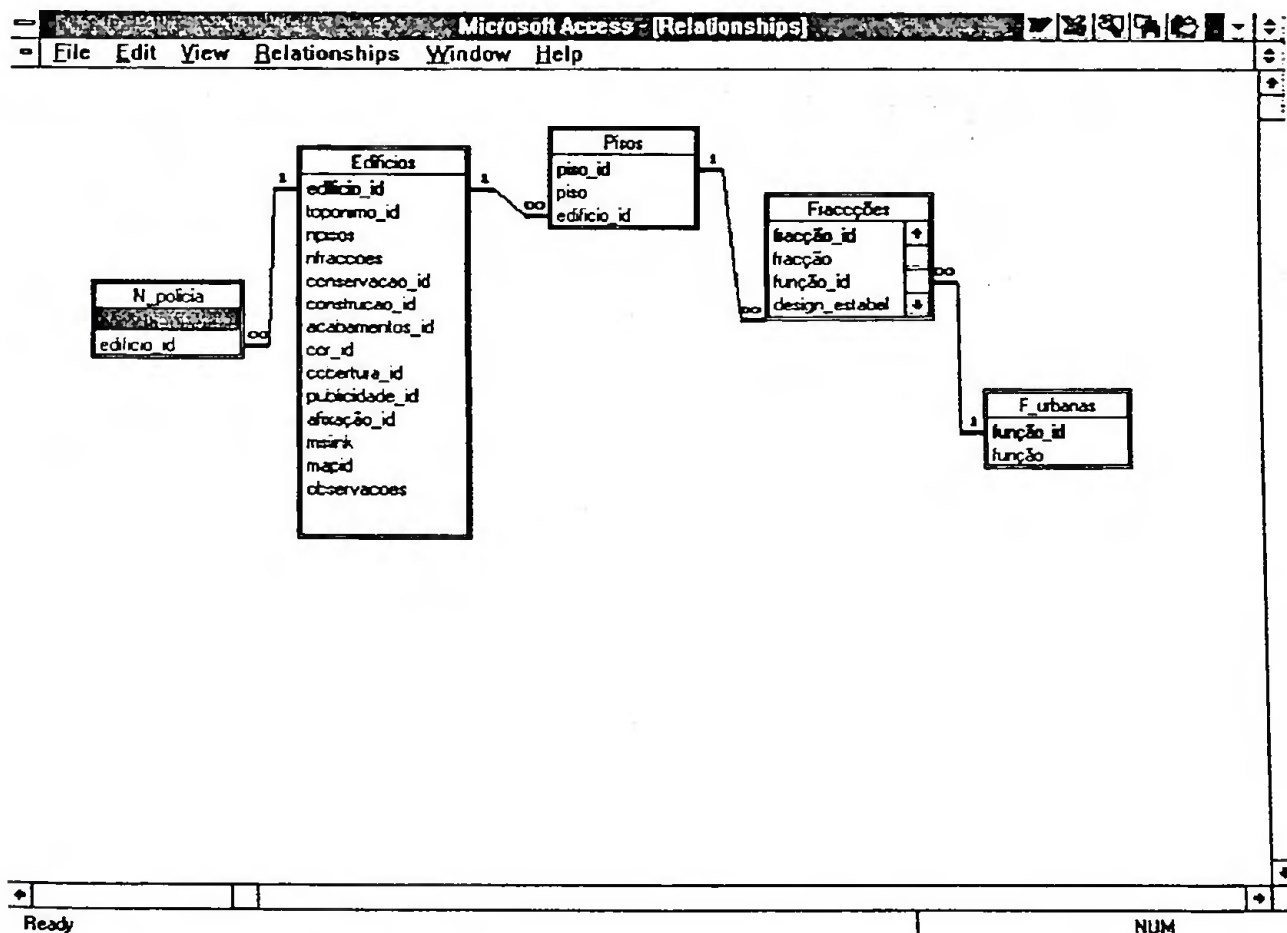 Microsoft Access - [Relationships]
File Edit View Relationships Window Help
N_policia
edificio_id
1
∞
Edifícios
edificio_id
toponimo_id
npisos
nfraccoes
conservacao_id
construcao_id
acabamentos_id
cor_id
cobertura_id
publicidade_id
afixação_id
mslink
mapid
observacoes
1
∞
Pisos
piso_id
piso
edificio_id
1
∞
Fraccções
fracção_id
fracção
função_id
design_estabel
∞
1
F_urbanas
função_id
função
Ready NUM